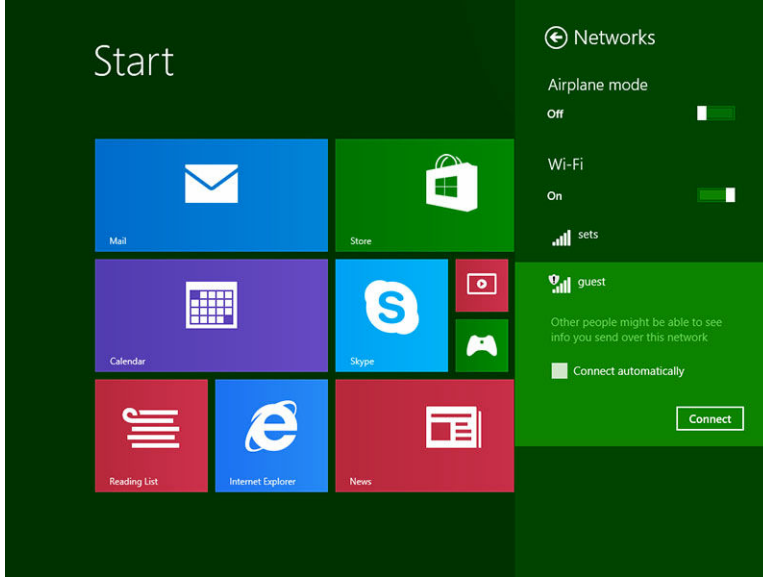 Start
Mail
Store
Calendar
Skype
Reading List
Internet Explorer
News
Networks
Airplane mode
Off
Wi-Fi
On
sets
guest
Other people might be able to see
info you send over this network
Connect automatically
Connect